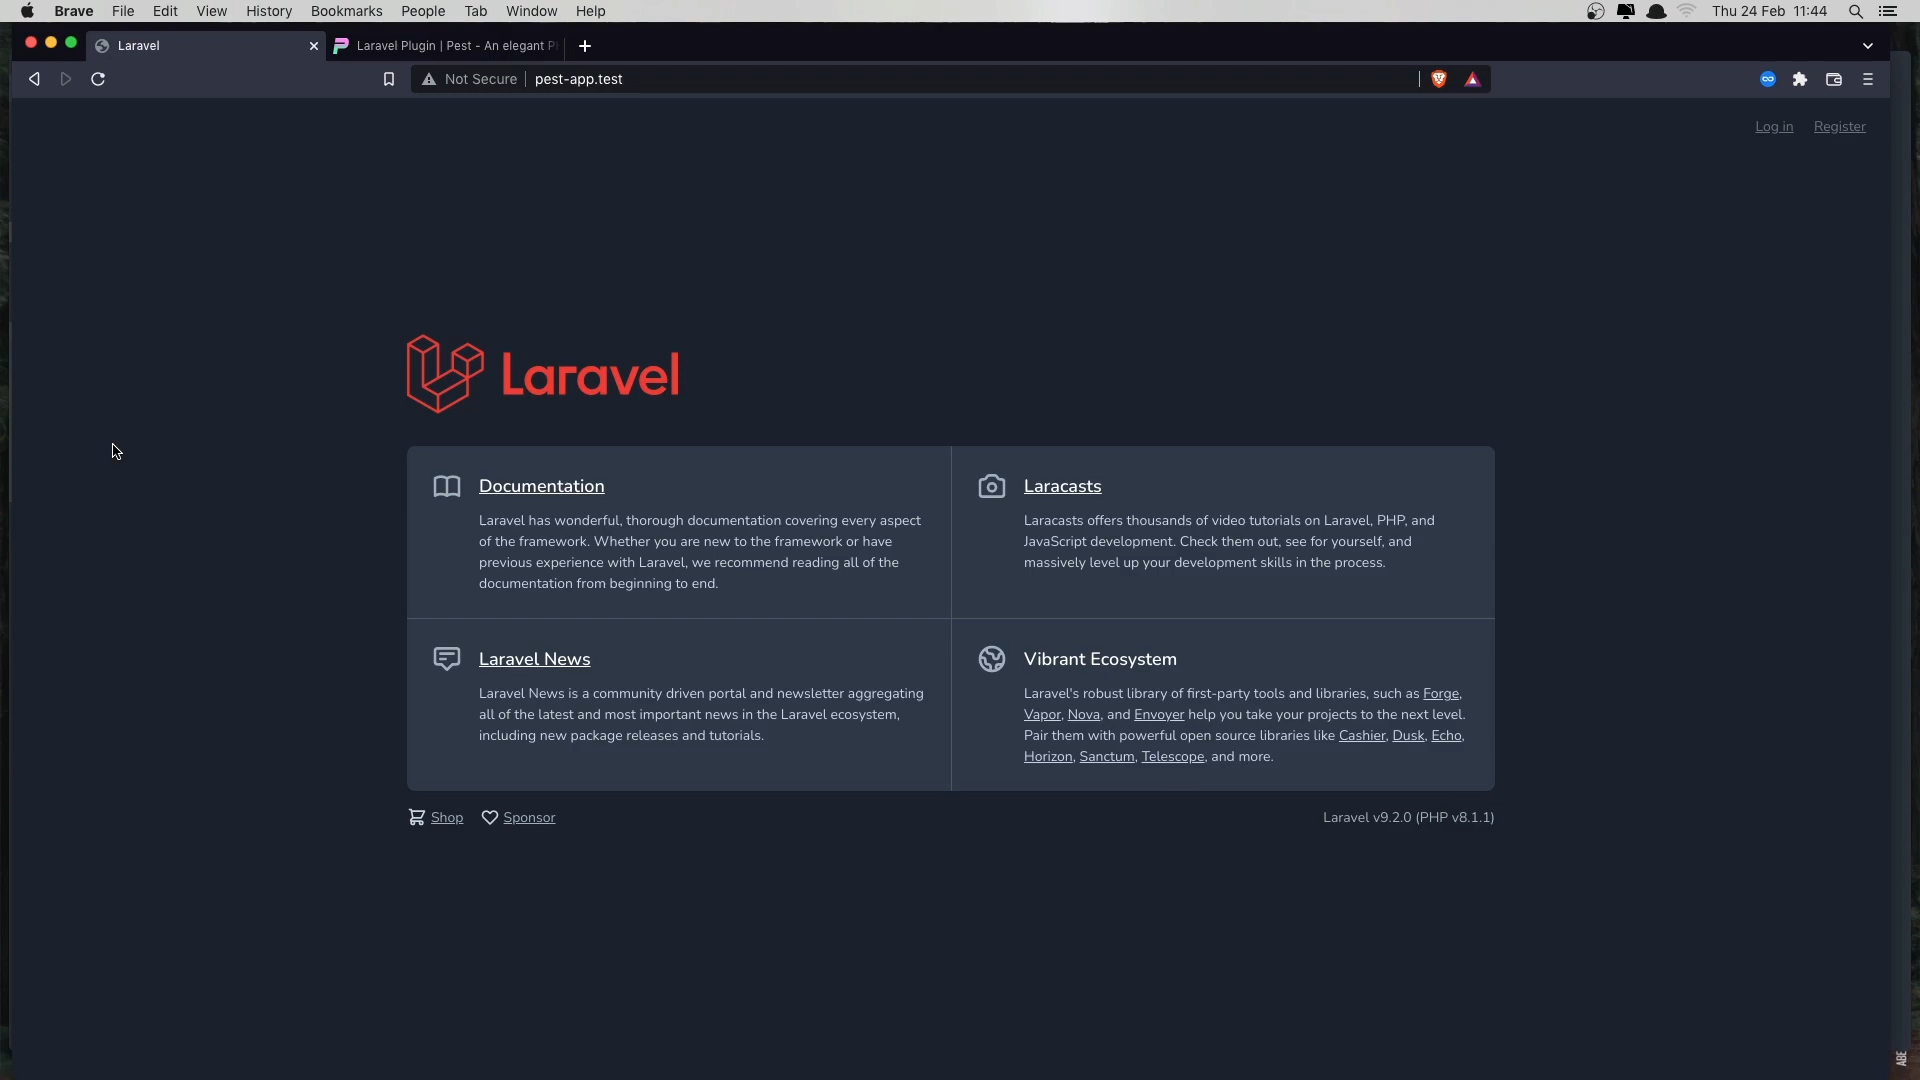 Brave File Edit View History Bookmarks People Tab Window Help Thu 24 Feb 11:44
Laravel Laravel Plugin | Pest - An elegant P
Not Secure pest-app.test
Log in Register
Laravel
Documentation
Laravel has wonderful, thorough documentation covering every aspect
of the framework. Whether you are new to the framework or have
previous experience with Laravel, we recommend reading all of the
documentation from beginning to end.
Laracasts
Laracasts offers thousands of video tutorials on Laravel, PHP, and
JavaScript development. Check them out, see for yourself, and
massively level up your development skills in the process.
Laravel News
Laravel News is a community driven portal and newsletter aggregating
all of the latest and most important news in the Laravel ecosystem,
including new package releases and tutorials.
Vibrant Ecosystem
Laravel's robust library of first-party tools and libraries, such as Forge,
Vapor, Nova, and Envoyer help you take your projects to the next level.
Pair them with powerful open source libraries like Cashier, Dusk, Echo,
Horizon, Sanctum, Telescope, and more.
Shop Sponsor
Laravel v9.2.0 (PHP v8.1.1)